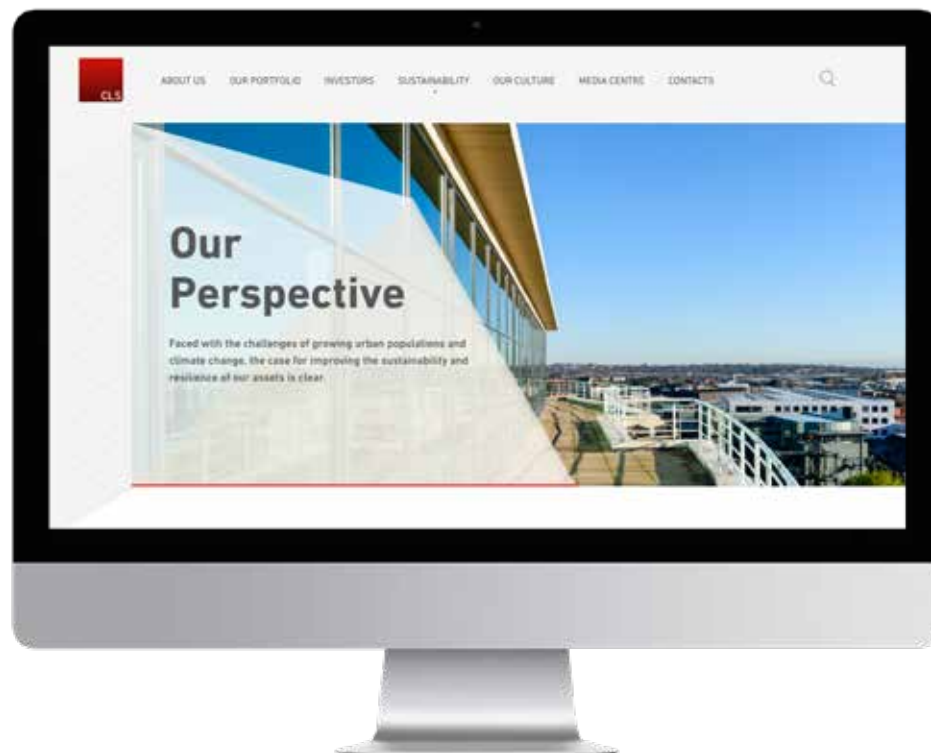 CLS
ABOUT US OUR PORTFOLIO INVESTORS SUSTAINABILITY OUR CULTURE MEDIA CENTRE CONTACTS
Our
Perspective
Faced with the challenges of growing urban populations and
climate change, the case for improving the sustainability and
resilience of our assets is clear.